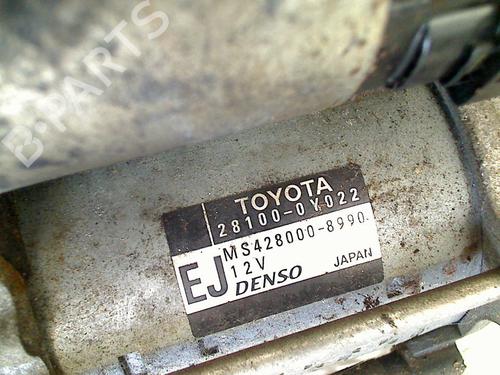 B-PARTS
TOYOTA
28100-0Y022
MS428000-8990
EJ
12V
DENSO
JAPAN